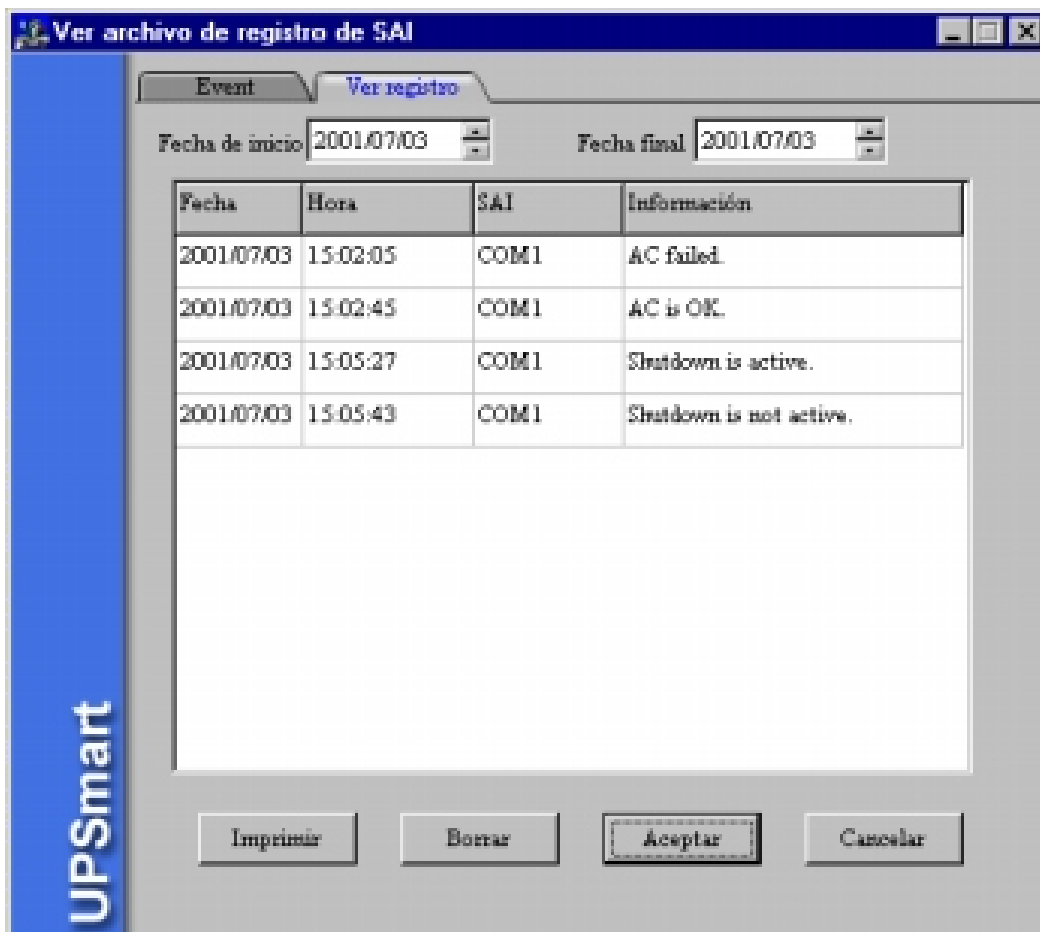 Ver archivo de registro de SAI
Event Ver registro
Fecha de inicio 2001/07/03 Fecha final 2001/07/03
Fecha Hora SAI Información
2001/07/03 15:02:05 COM1 AC failed.
2001/07/03 15:02:45 COM1 AC is OK.
2001/07/03 15:05:27 COM1 Shutdown is active.
2001/07/03 15:05:43 COM1 Shutdown is not active.
UPSmart
Imprimir Borrar Aceptar Cancelar